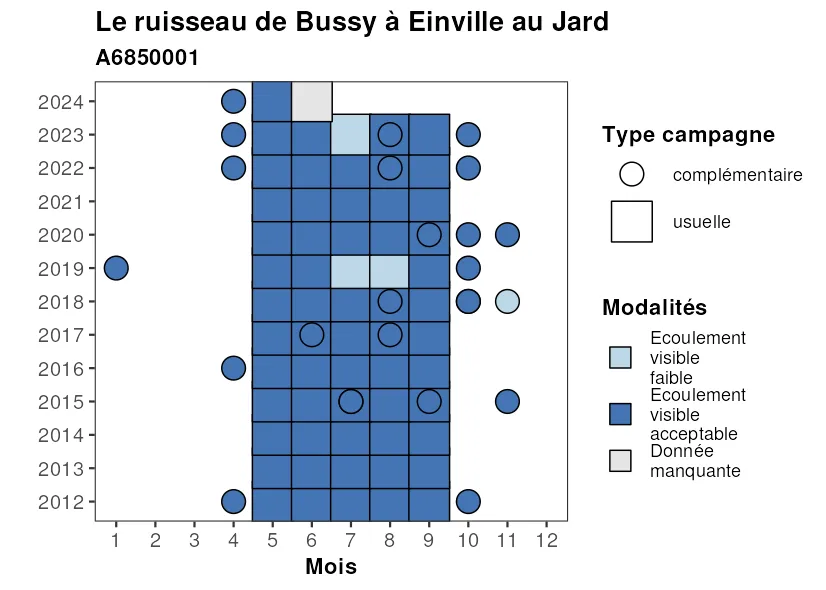 Le ruisseau de Bussy à Einville au Jard
A6850001
2024
2023
2022
2021
2020
2019
2018
2017
2016
2015
2014
2013
2012
1 2 3 4 5 6 7 8 9 10 11 12
Mois
Type campagne
complémentaire
usuelle
Modalités
Ecoulement
visible
faible
Ecoulement
visible
acceptable
Donnée
manquante